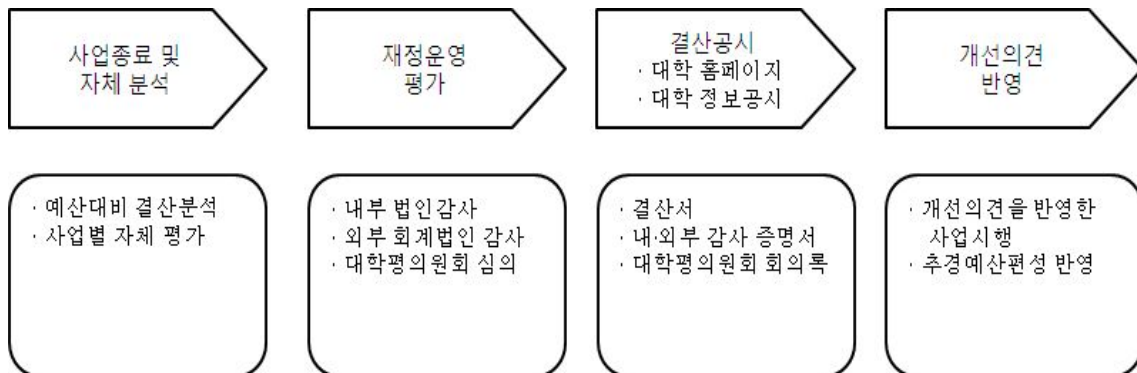 사업종료 및
자체 분석
재정운영
평가
결산공시
· 대학 홈페이지
· 대학 정보공시
개선의견
반영
· 예산대비 결산분석
· 사업별 자체 평가
· 내부 법인감사
· 외부 회계법인 감사
· 대학평의원회 심의
· 결산서
· 내·외부 감사 증명서
· 대학평의원회 회의록
· 개선의견을 반영한
사업시행
· 추경예산편성 반영